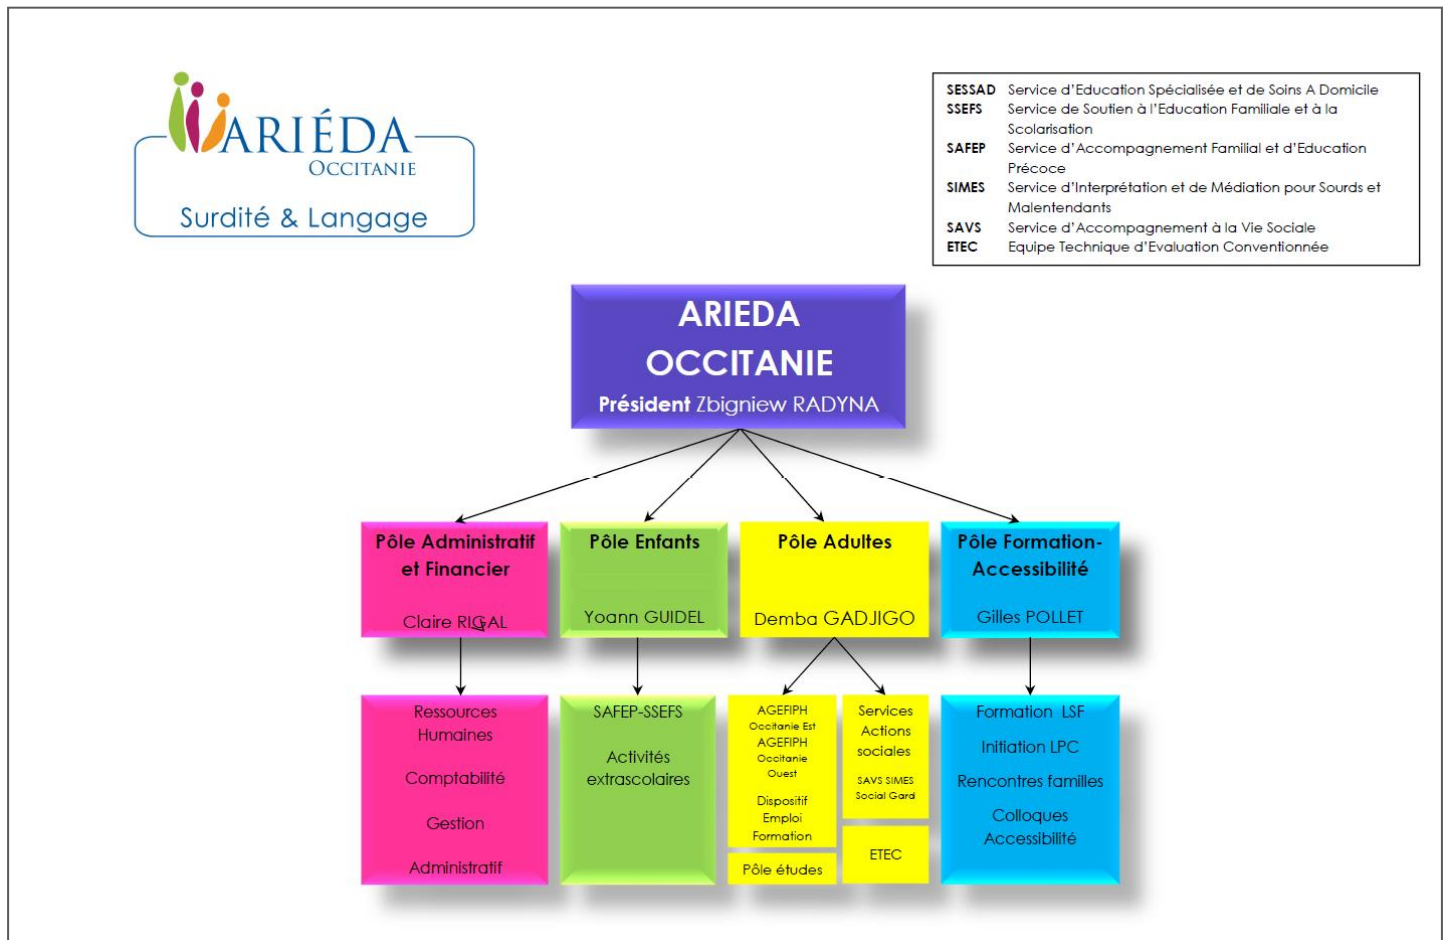 ARIÉDA
OCCITANIE
Surdité & Langage
SESSAD Service d'Education Spécialisée et de Soins A Domicile
SSEFS Service de Soutien à l'Education Familiale et à la
Scolarisation
SAFEP Service d'Accompagnement Familial et d'Education
Précoce
SIMES Service d'Interprétation et de Médiation pour Sourds et
Malentendants
SAVS Service d'Accompagnement à la Vie Sociale
ETEC Equipe Technique d'Evaluation Conventionnée
ARIEDA
OCCITANIE
Président Zbigniew RADYNA
Pôle Administratif
et Financier
Claire RIGAL
Pôle Enfants
Yoann GUIDEL
Pôle Adultes
Demba GADJIGO
Pôle Formation-
Accessibilité
Gilles POLLET
Ressources
Humaines
Comptabilité
Gestion
Administratif
SAFEP-SSEFS
Activités
extrascolaires
AGEFIPH
Occitanie Est
AGEFIPH
Occitanie
Ouest
Dispositif
Emploi
Formation
Pôle études
Services
Actions
sociales
SAVS SIMES
Social Gard
ETEC
Formation LSF
Initiation LPC
Rencontres familles
Colloques
Accessibilité